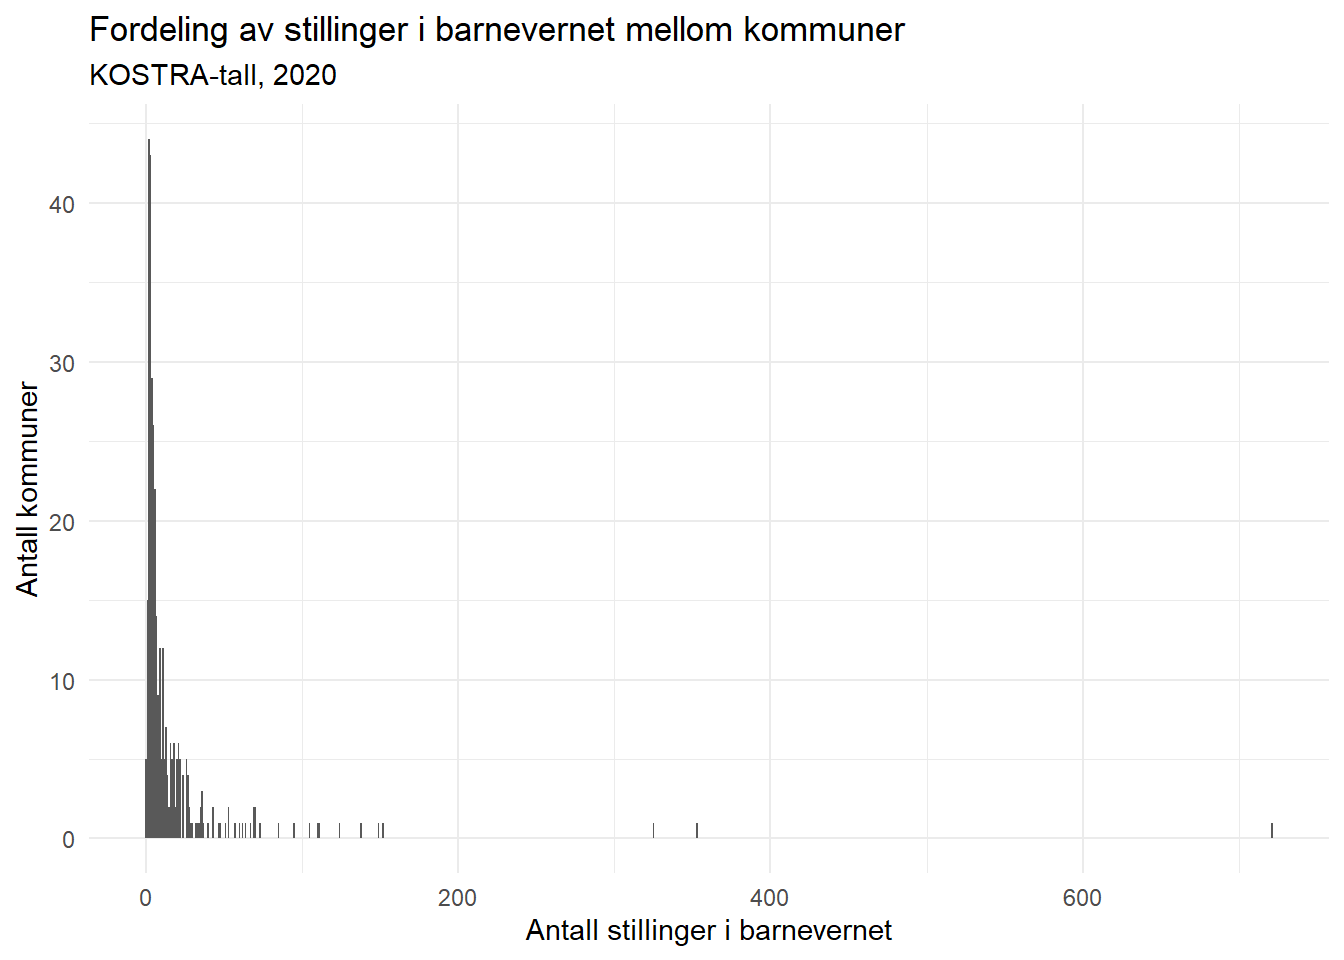 Fordeling av stillinger i barnevernet mellom kommuner
KOSTRA-tall, 2020
Antall kommuner
40
30
20
10
0
0
200
400
600
Antall stillinger i barnevernet